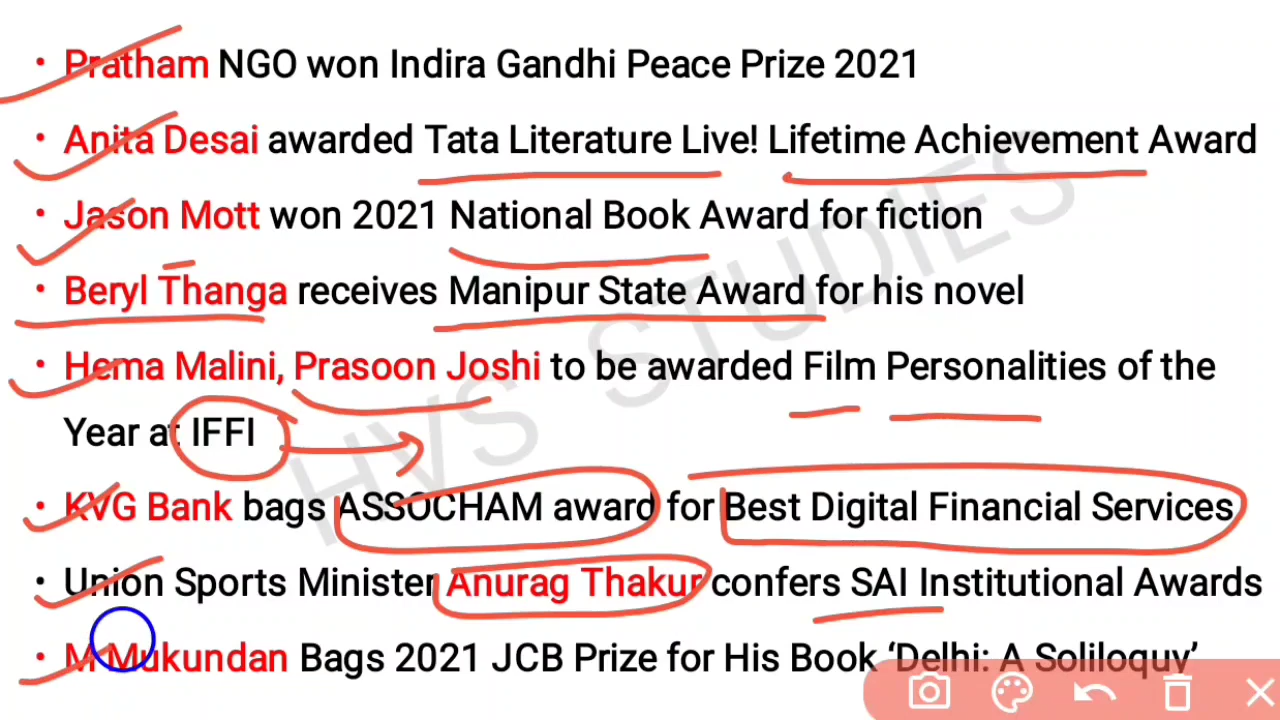 • Pratham NGO won Indira Gandhi Peace Prize 2021
• Anita Desai awarded Tata Literature Live! Lifetime Achievement Award
• Jason Mott won 2021 National Book Award for fiction
• Beryl Thanga receives Manipur State Award for his novel
• Hema Malini, Prasoon Joshi to be awarded Film Personalities of the
Year at IFFI
• KVG Bank bags ASSOCHAM award for Best Digital Financial Services
• Union Sports Minister Anurag Thakur confers SAI Institutional Awards
• M Mukundan Bags 2021 JCB Prize for His Book ‘Delhi: A Soliloquy’
HVS STUDIES